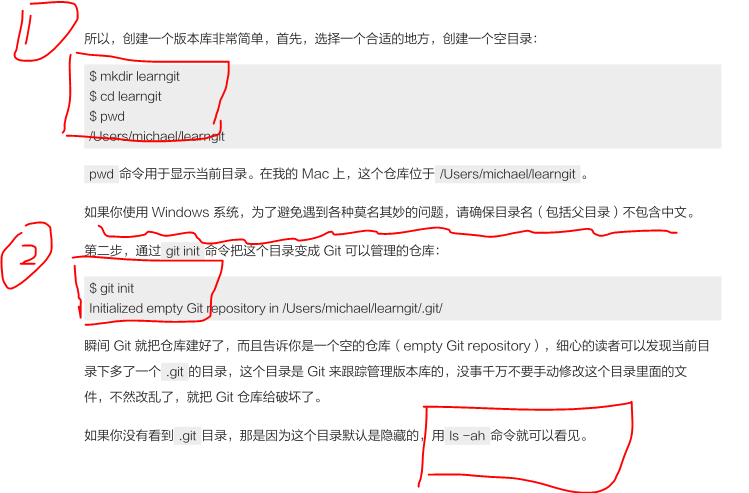 1
所以，创建一个版本库非常简单，首先，选择一个合适的地方，创建一个空目录：
$ mkdir learngit
$ cd learngit
$ pwd
/Users/michael/learngit
pwd 命令用于显示当前目录。在我的 Mac 上，这个仓库位于 /Users/michael/learngit 。
如果你使用 Windows 系统，为了避免遇到各种莫名其妙的问题，请确保目录名（包括父目录）不包含中文。
2
第二步，通过 git init 命令把这个目录变成 Git 可以管理的仓库：
$ git init
Initialized empty Git repository in /Users/michael/learngit/.git/
瞬间 Git 就把仓库建好了，而且告诉你是一个空的仓库（empty Git repository），细心的读者可以发现当前目
录下多了一个 .git 的目录，这个目录是 Git 来跟踪管理版本库的，没事千万不要手动修改这个目录里面的文
件，不然改乱了，就把 Git 仓库给破坏了。
如果你没有看到 .git 目录，那是因为这个目录默认是隐藏的，用 ls -ah 命令就可以看见。